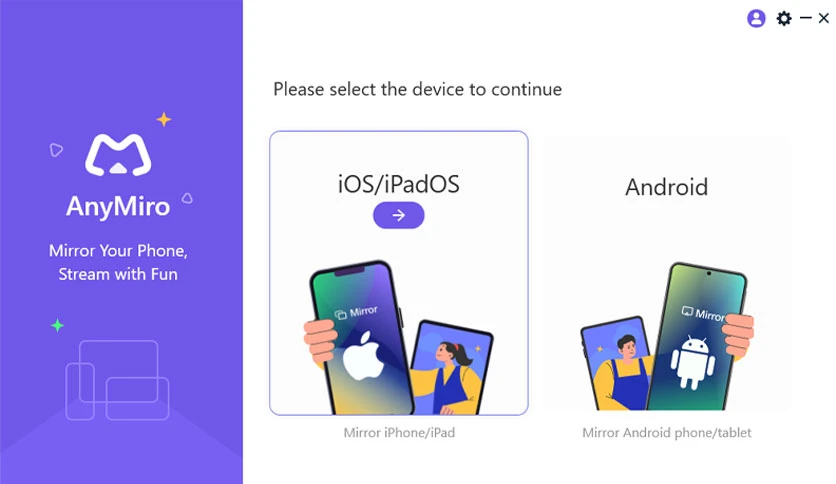 AnyMiro
Mirror Your Phone,
Stream with Fun
Please select the device to continue
iOS/iPadOS
Mirror
Mirror iPhone/iPad
Android
Mirror
Mirror Android phone/tablet